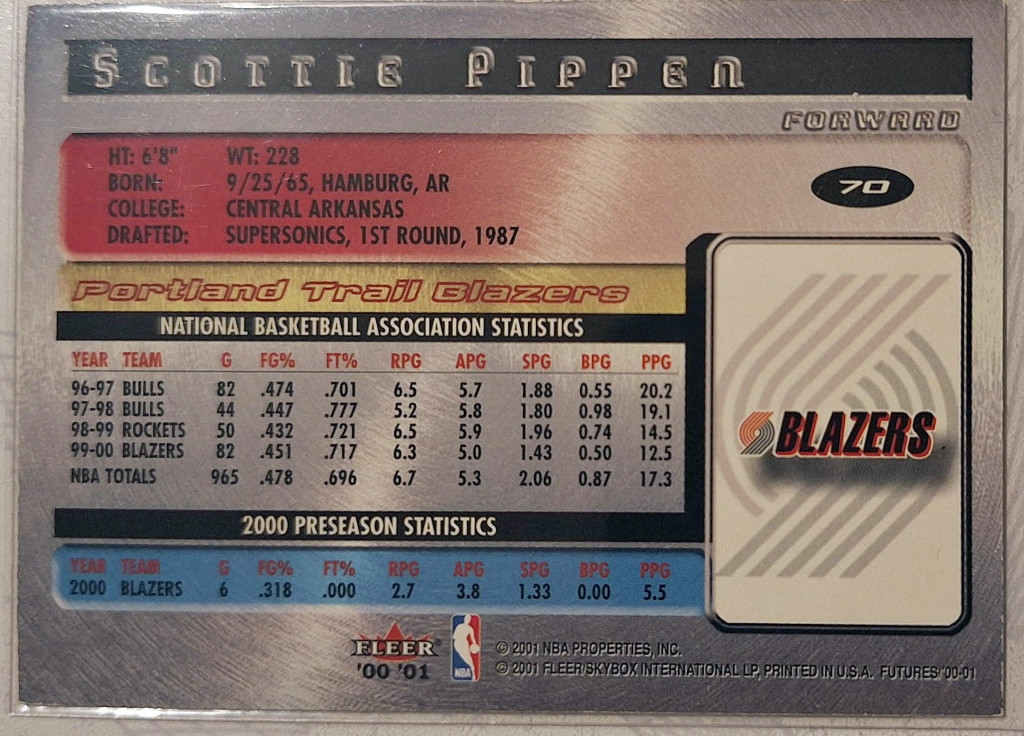 Scottie Pippen
FORWARD
HT: 6'8" WT: 228
BORN: 9/25/65, HAMBURG, AR
COLLEGE: CENTRAL ARKANSAS
DRAFTED: SUPERSONICS, 1ST ROUND, 1987
70
Portland Trail Blazers
NATIONAL BASKETBALL ASSOCIATION STATISTICS
YEAR TEAM G FG% FT% RPG APG SPG BPG PPG
96-97 BULLS 82 .474 .701 6.5 5.7 1.88 0.55 20.2
97-98 BULLS 44 .447 .777 5.2 5.8 1.80 0.98 19.1
98-99 ROCKETS 50 .432 .721 6.5 5.9 1.96 0.74 14.5
99-00 BLAZERS 82 .451 .717 6.3 5.0 1.43 0.50 12.5
NBA TOTALS 965 .478 .696 6.7 5.3 2.06 0.87 17.3
BLAZERS
2000 PRESEASON STATISTICS
YEAR TEAM G FG% FT% RPG APG SPG BPG PPG
2000 BLAZERS 6 .318 .000 2.7 3.8 1.33 0.00 5.5
FLEER
'00 '01
NBA
© 2001 NBA PROPERTIES, INC.
© 2001 FLEER/SKYBOX INTERNATIONAL LP, PRINTED IN U.S.A. FUTURES/'00-01